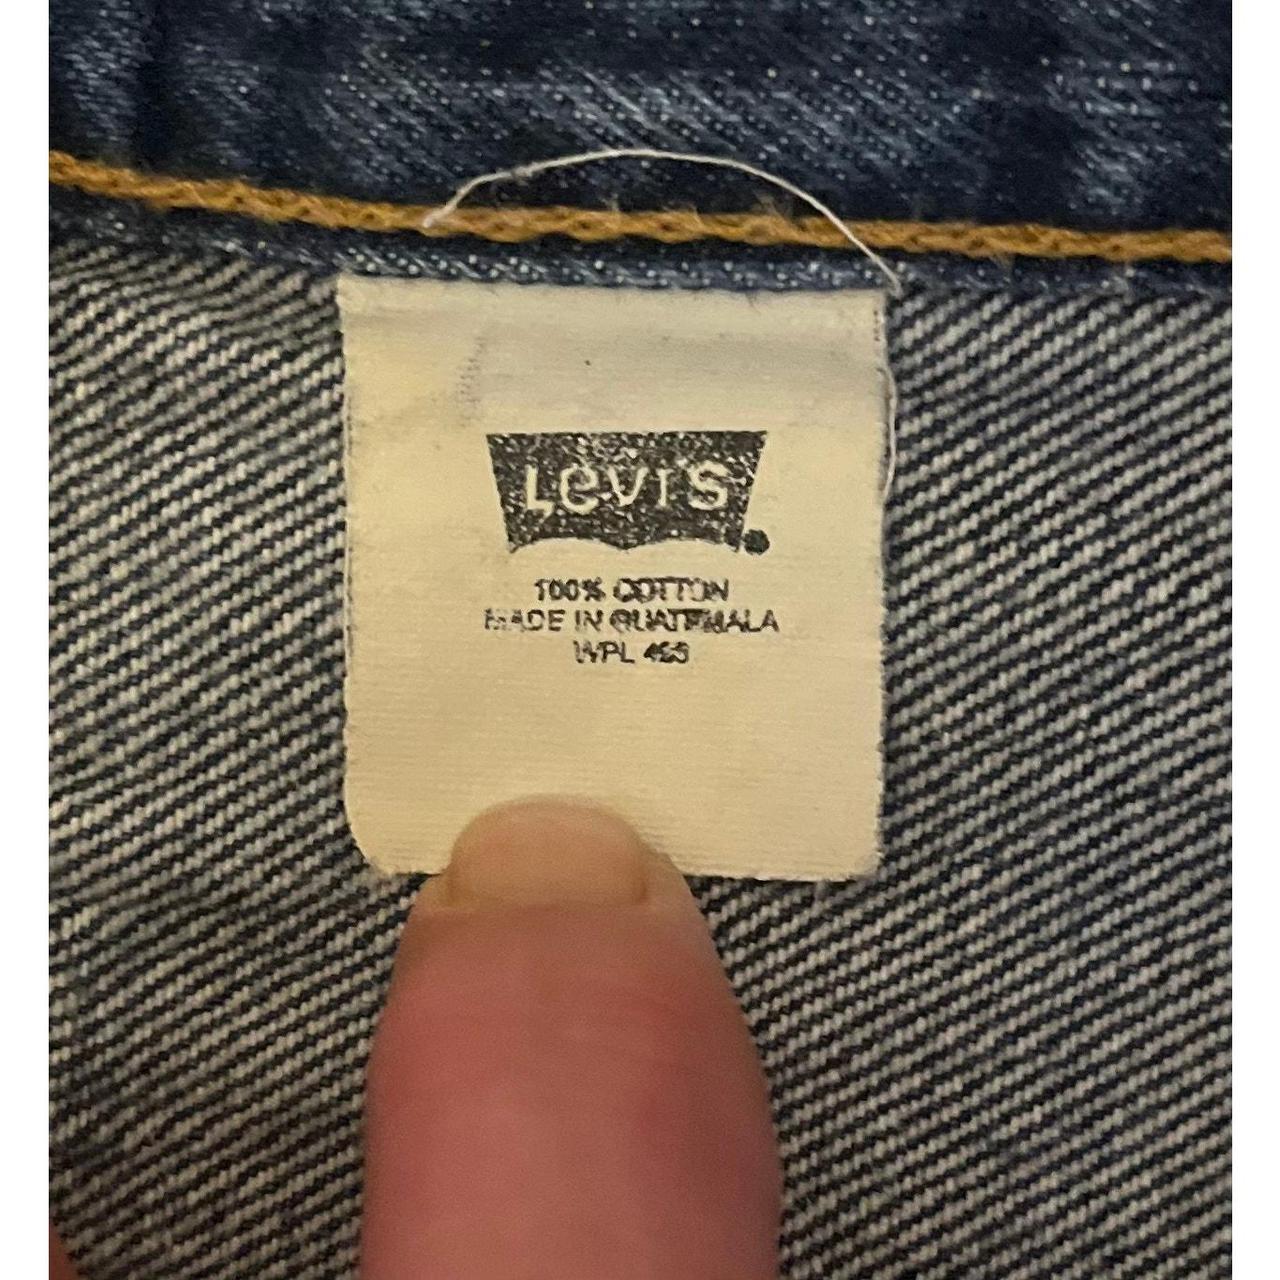 Levi's
100% COTTON
MADE IN GUATEMALA
WPL 423